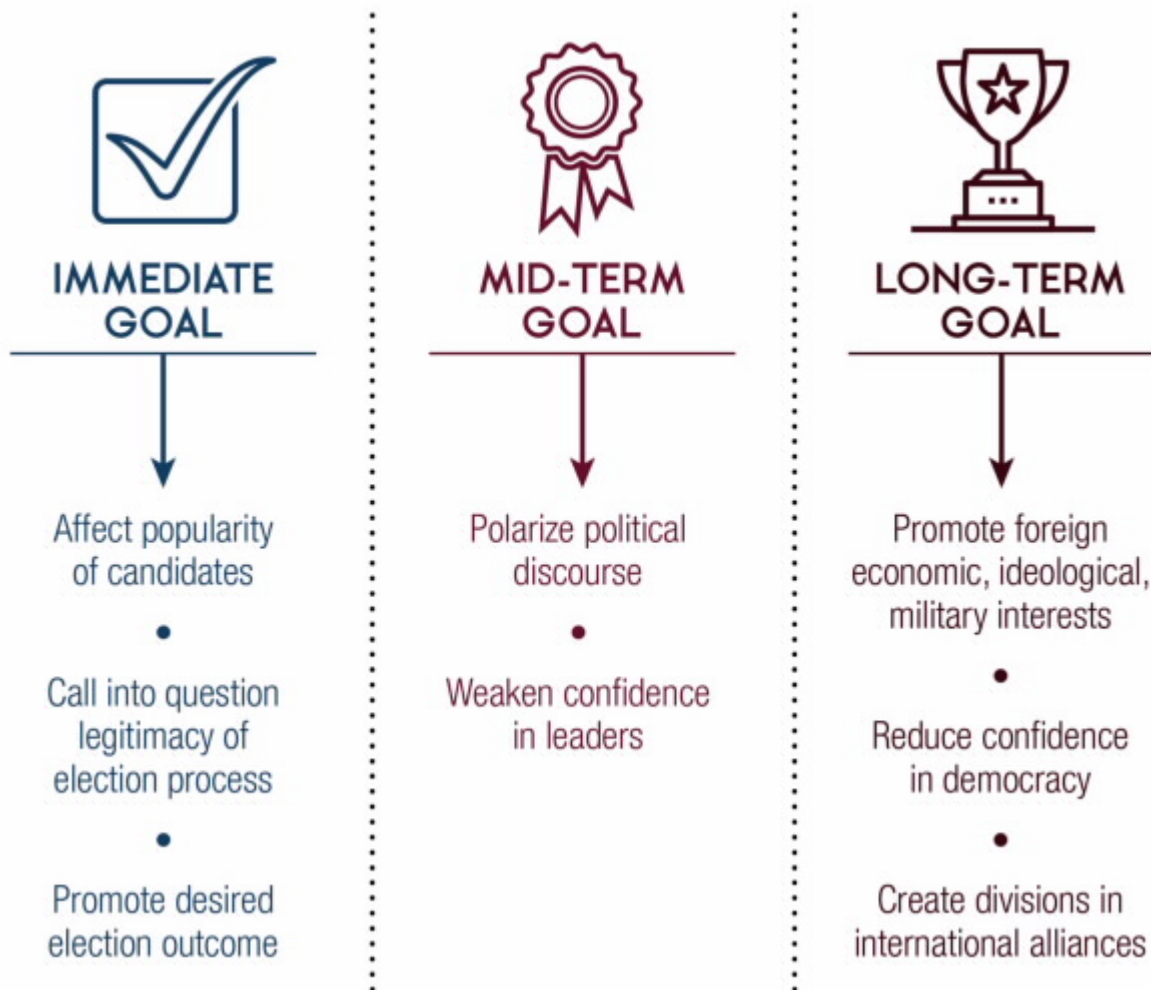 IMMEDIATE
GOAL
Affect popularity
of candidates
•
Call into question
legitimacy of
election process
•
Promote desired
election outcome
MID-TERM
GOAL
Polarize political
discourse
•
Weaken confidence
in leaders
LONG-TERM
GOAL
Promote foreign
economic, ideological,
military interests
•
Reduce confidence
in democracy
•
Create divisions in
international alliances